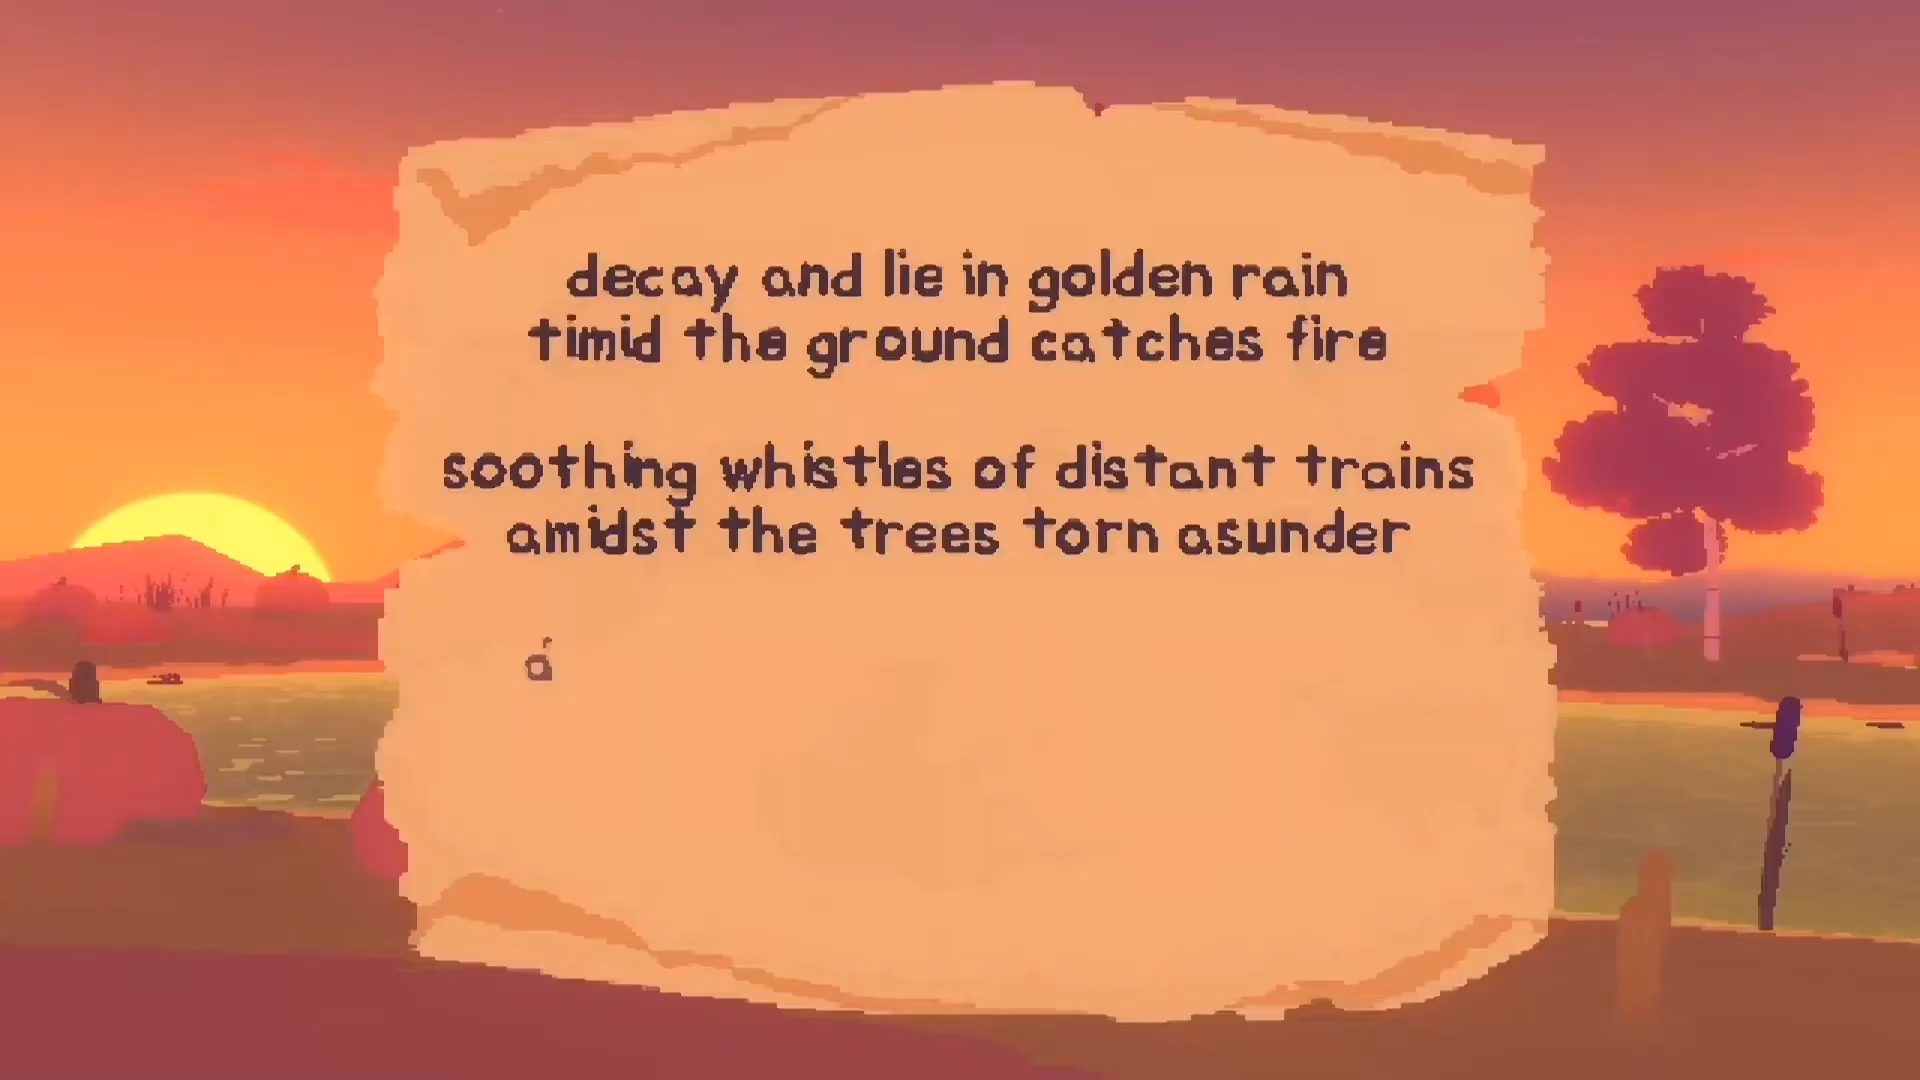 decay and lie in golden rain
timid the ground catches fire
soothing whistles of distant trains
amidst the trees torn asunder
a